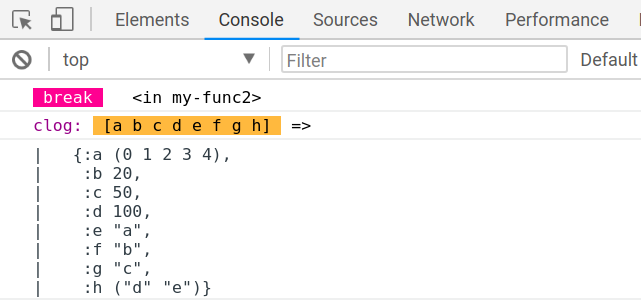 Elements Console Sources Network Performance
top Filter Default
break <in my-func2>
clog: [a b c d e f g h] =>
| {:a (0 1 2 3 4),
| :b 20,
| :c 50,
| :d 100,
| :e "a",
| :f "b",
| :g "c",
| :h ("d" "e")}